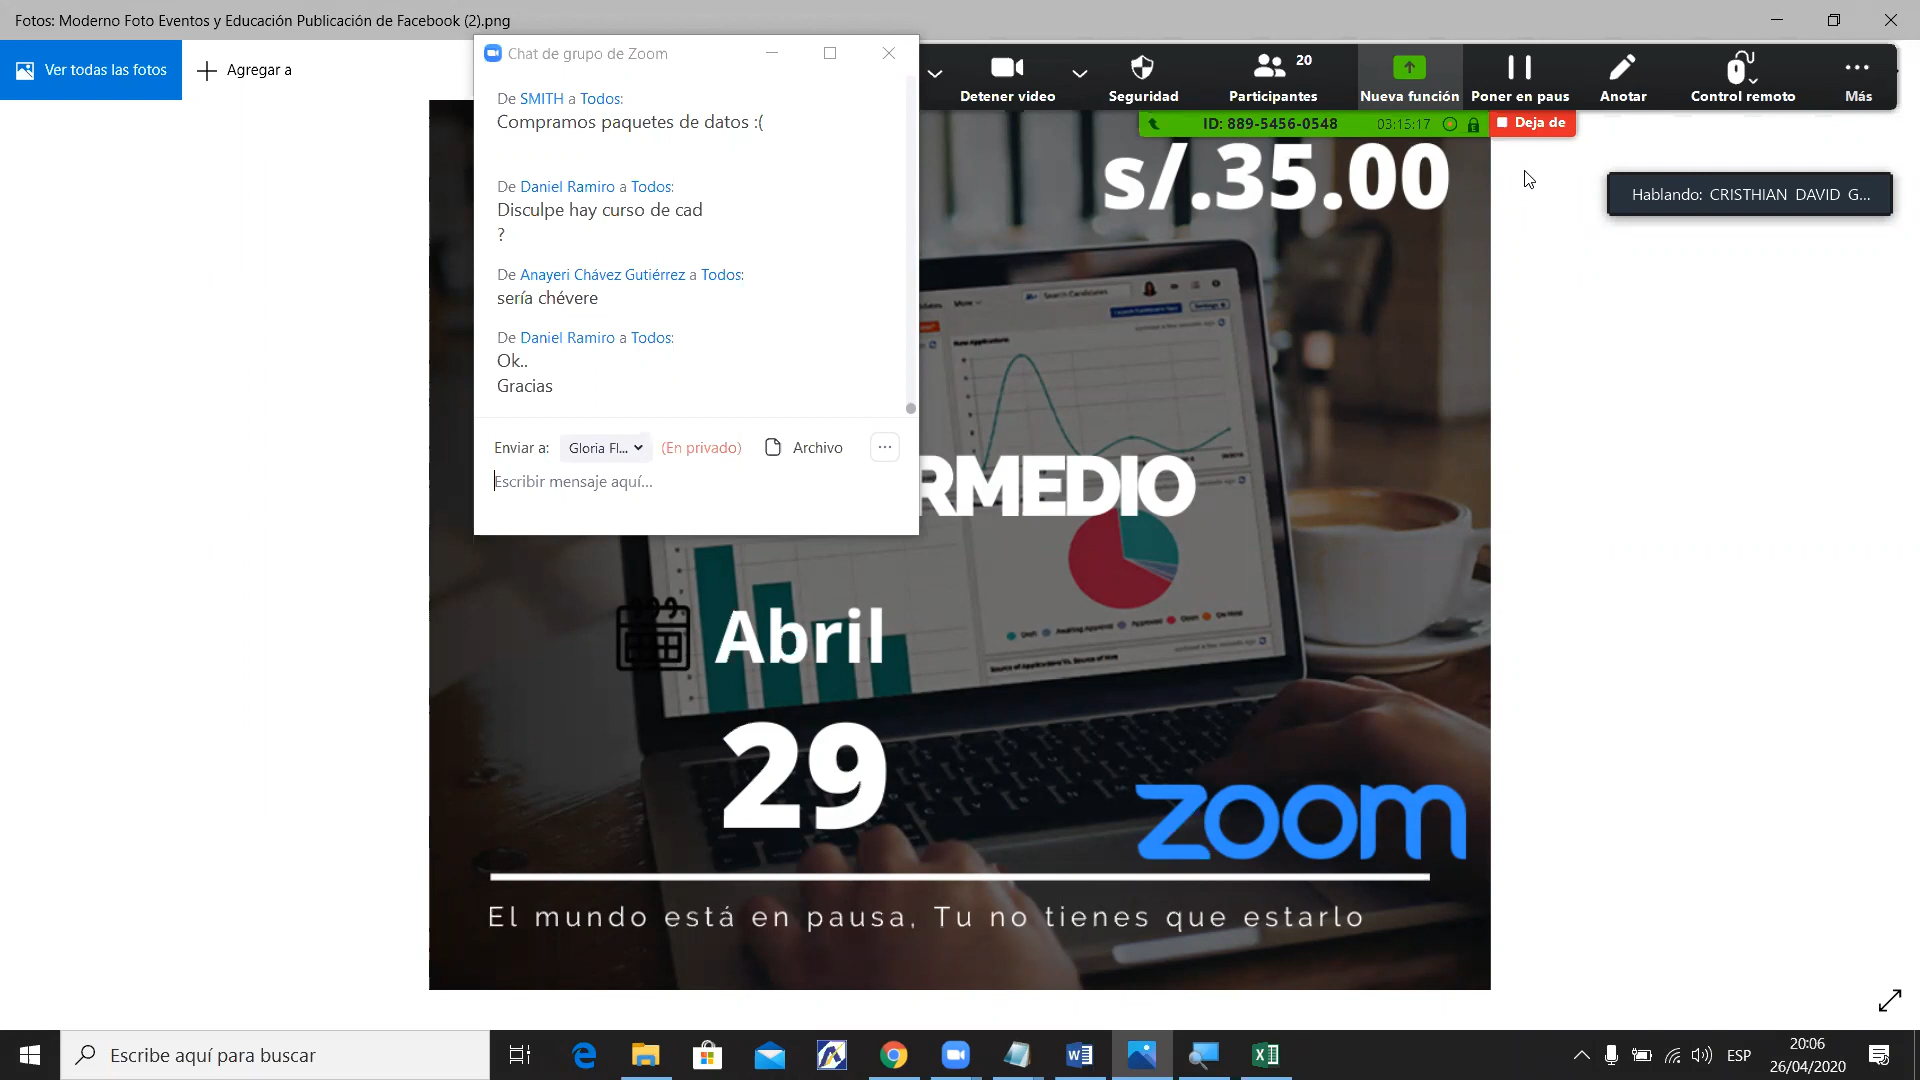 Fotos: Moderno Foto Eventos y Educación Publicación de Facebook (2).png
Ver todas las fotos
Agregar a
Chat de grupo de Zoom
De SMITH a Todos:
Compramos paquetes de datos :(
De Daniel Ramiro a Todos:
Disculpe hay curso de cad
?
De Anayeri Chávez Gutiérrez a Todos:
sería chévere
De Daniel Ramiro a Todos:
Ok..
Gracias
Enviar a: Gloria Fl... (En privado) Archivo ...
Escribir mensaje aquí...
Detener video
Seguridad
Participantes 20
Nueva función
Poner en paus
Anotar
Control remoto
Más
ID: 889-5456-0548 03:15:17
Deja de
Hablando: CRISTHIAN DAVID G...
s/.35.00
More
Search Candidates
RMEDIO
Abril
29
zoom
El mundo está en pausa, Tu no tienes que estarlo
Escribe aquí para buscar
ESP
20:06
26/04/2020